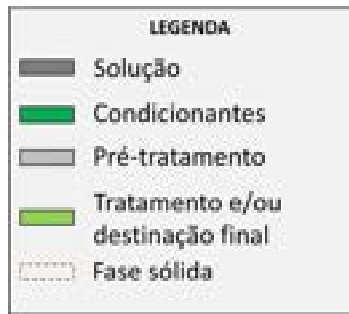 LEGENDA
Solução
Condicionantes
Pré-tratamento
Tratamento e/ou
destinação final
Fase sólida